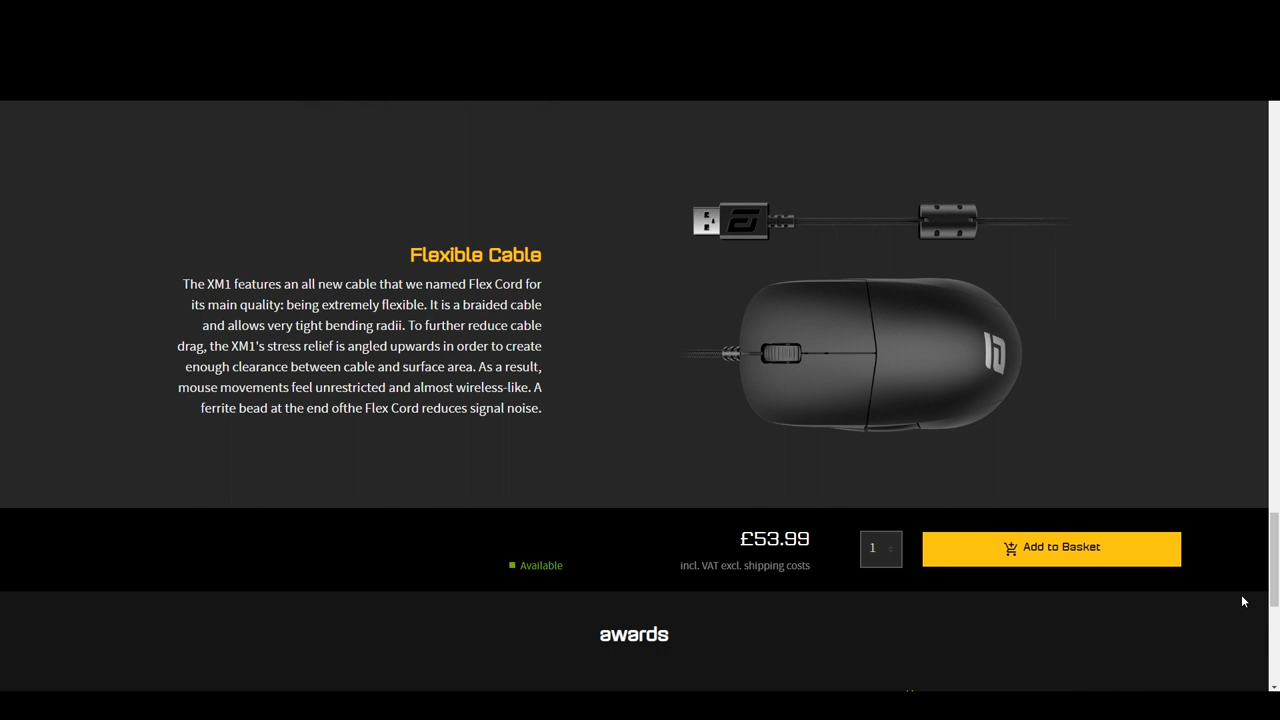 Flexible Cable
The XM1 features an all new cable that we named Flex Cord for
its main quality: being extremely flexible. It is a braided cable
and allows very tight bending radii. To further reduce cable
drag, the XM1's stress relief is angled upwards in order to create
enough clearance between cable and surface area. As a result,
mouse movements feel unrestricted and almost wireless-like. A
ferrite bead at the end ofthe Flex Cord reduces signal noise.
£53.99
1
Add to Basket
Available
incl. VAT excl. shipping costs
awards